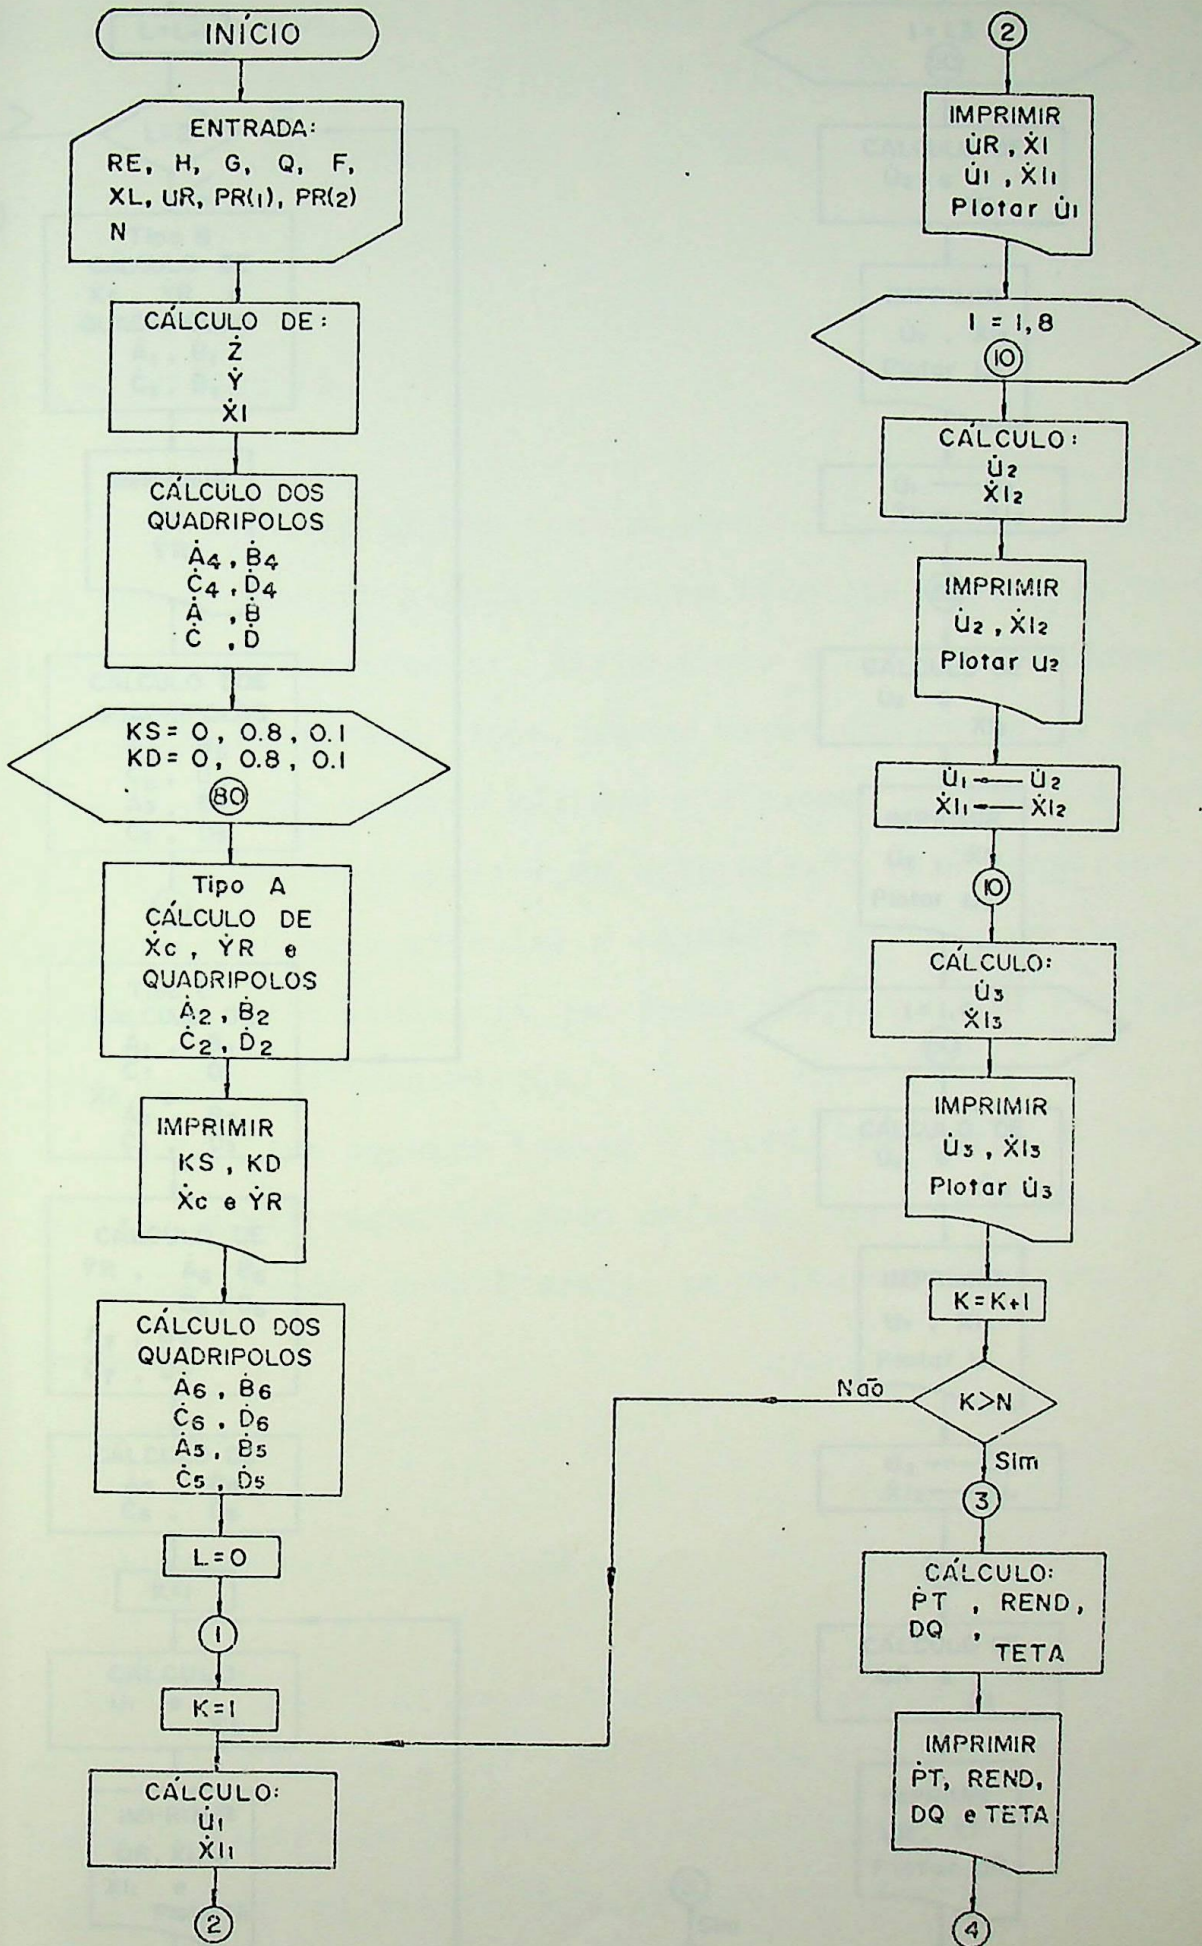 INÍCIO
ENTRADA:
RE, H, G, Q, F,
XL, UR, PR(1), PR(2)
N
CÁLCULO DE:
Ż
Ẏ
ẊI
CÁLCULO DOS
QUADRIPOLOS
Ȧ4, Ḃ4
Ċ4, Ḋ4
Ȧ, Ḃ
Ċ, Ḋ
KS = 0, 0.8, 0.1
KD = 0, 0.8, 0.1
80
Tipo A
CÁLCULO DE
Ẋc, ẎR e
QUADRIPOLOS
Ȧ2, Ḃ2
Ċ2, Ḋ2
IMPRIMIR
KS, KD
Ẋc e ẎR
CÁLCULO DOS
QUADRIPOLOS
Ȧ6, Ḃ6
Ċ6, Ḋ6
Ȧ5, Ḃ5
Ċ5, Ḋ5
L=0
1
K=1
CÁLCULO:
U̇1
ẊI1
2
2
IMPRIMIR
U̇R, ẊI
U̇1, ẊI1
Plotar U̇1
I = 1,8
10
CÁLCULO:
U̇2
ẊI2
IMPRIMIR
U̇2, ẊI2
Plotar U2
U̇1 ← U̇2
ẊI1 ← ẊI2
10
CÁLCULO:
U̇3
ẊI3
IMPRIMIR
U̇3, ẊI3
Plotar U̇3
K=K+1
Não
K>N
Sim
3
CÁLCULO:
ṖT, REND,
DQ,
TETA
IMPRIMIR
ṖT, REND,
DQ e TETA
4